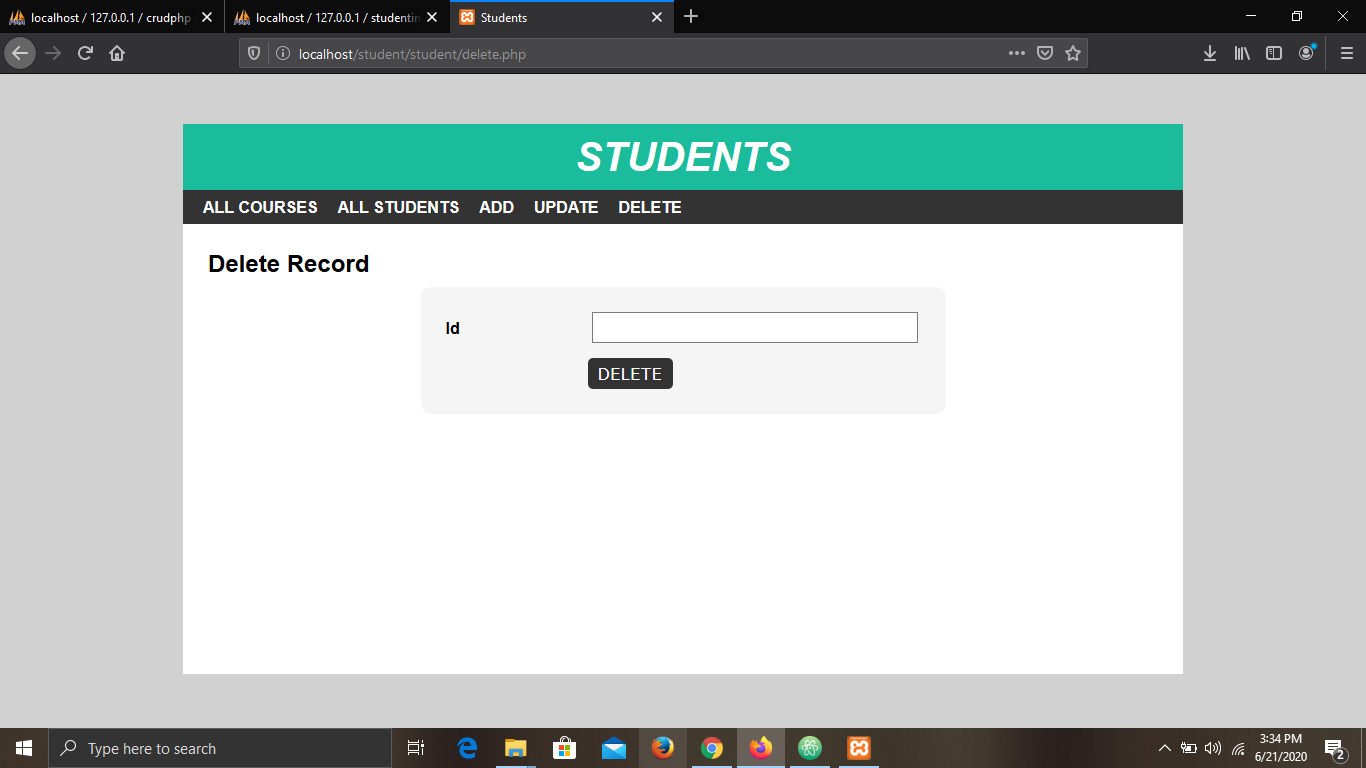 localhost / 127.0.0.1 / crudphp
localhost / 127.0.0.1 / studentin
Students
localhost/student/student/delete.php
STUDENTS
ALL COURSES ALL STUDENTS ADD UPDATE DELETE
Delete Record
Id
DELETE
Type here to search
3:34 PM
6/21/2020
2